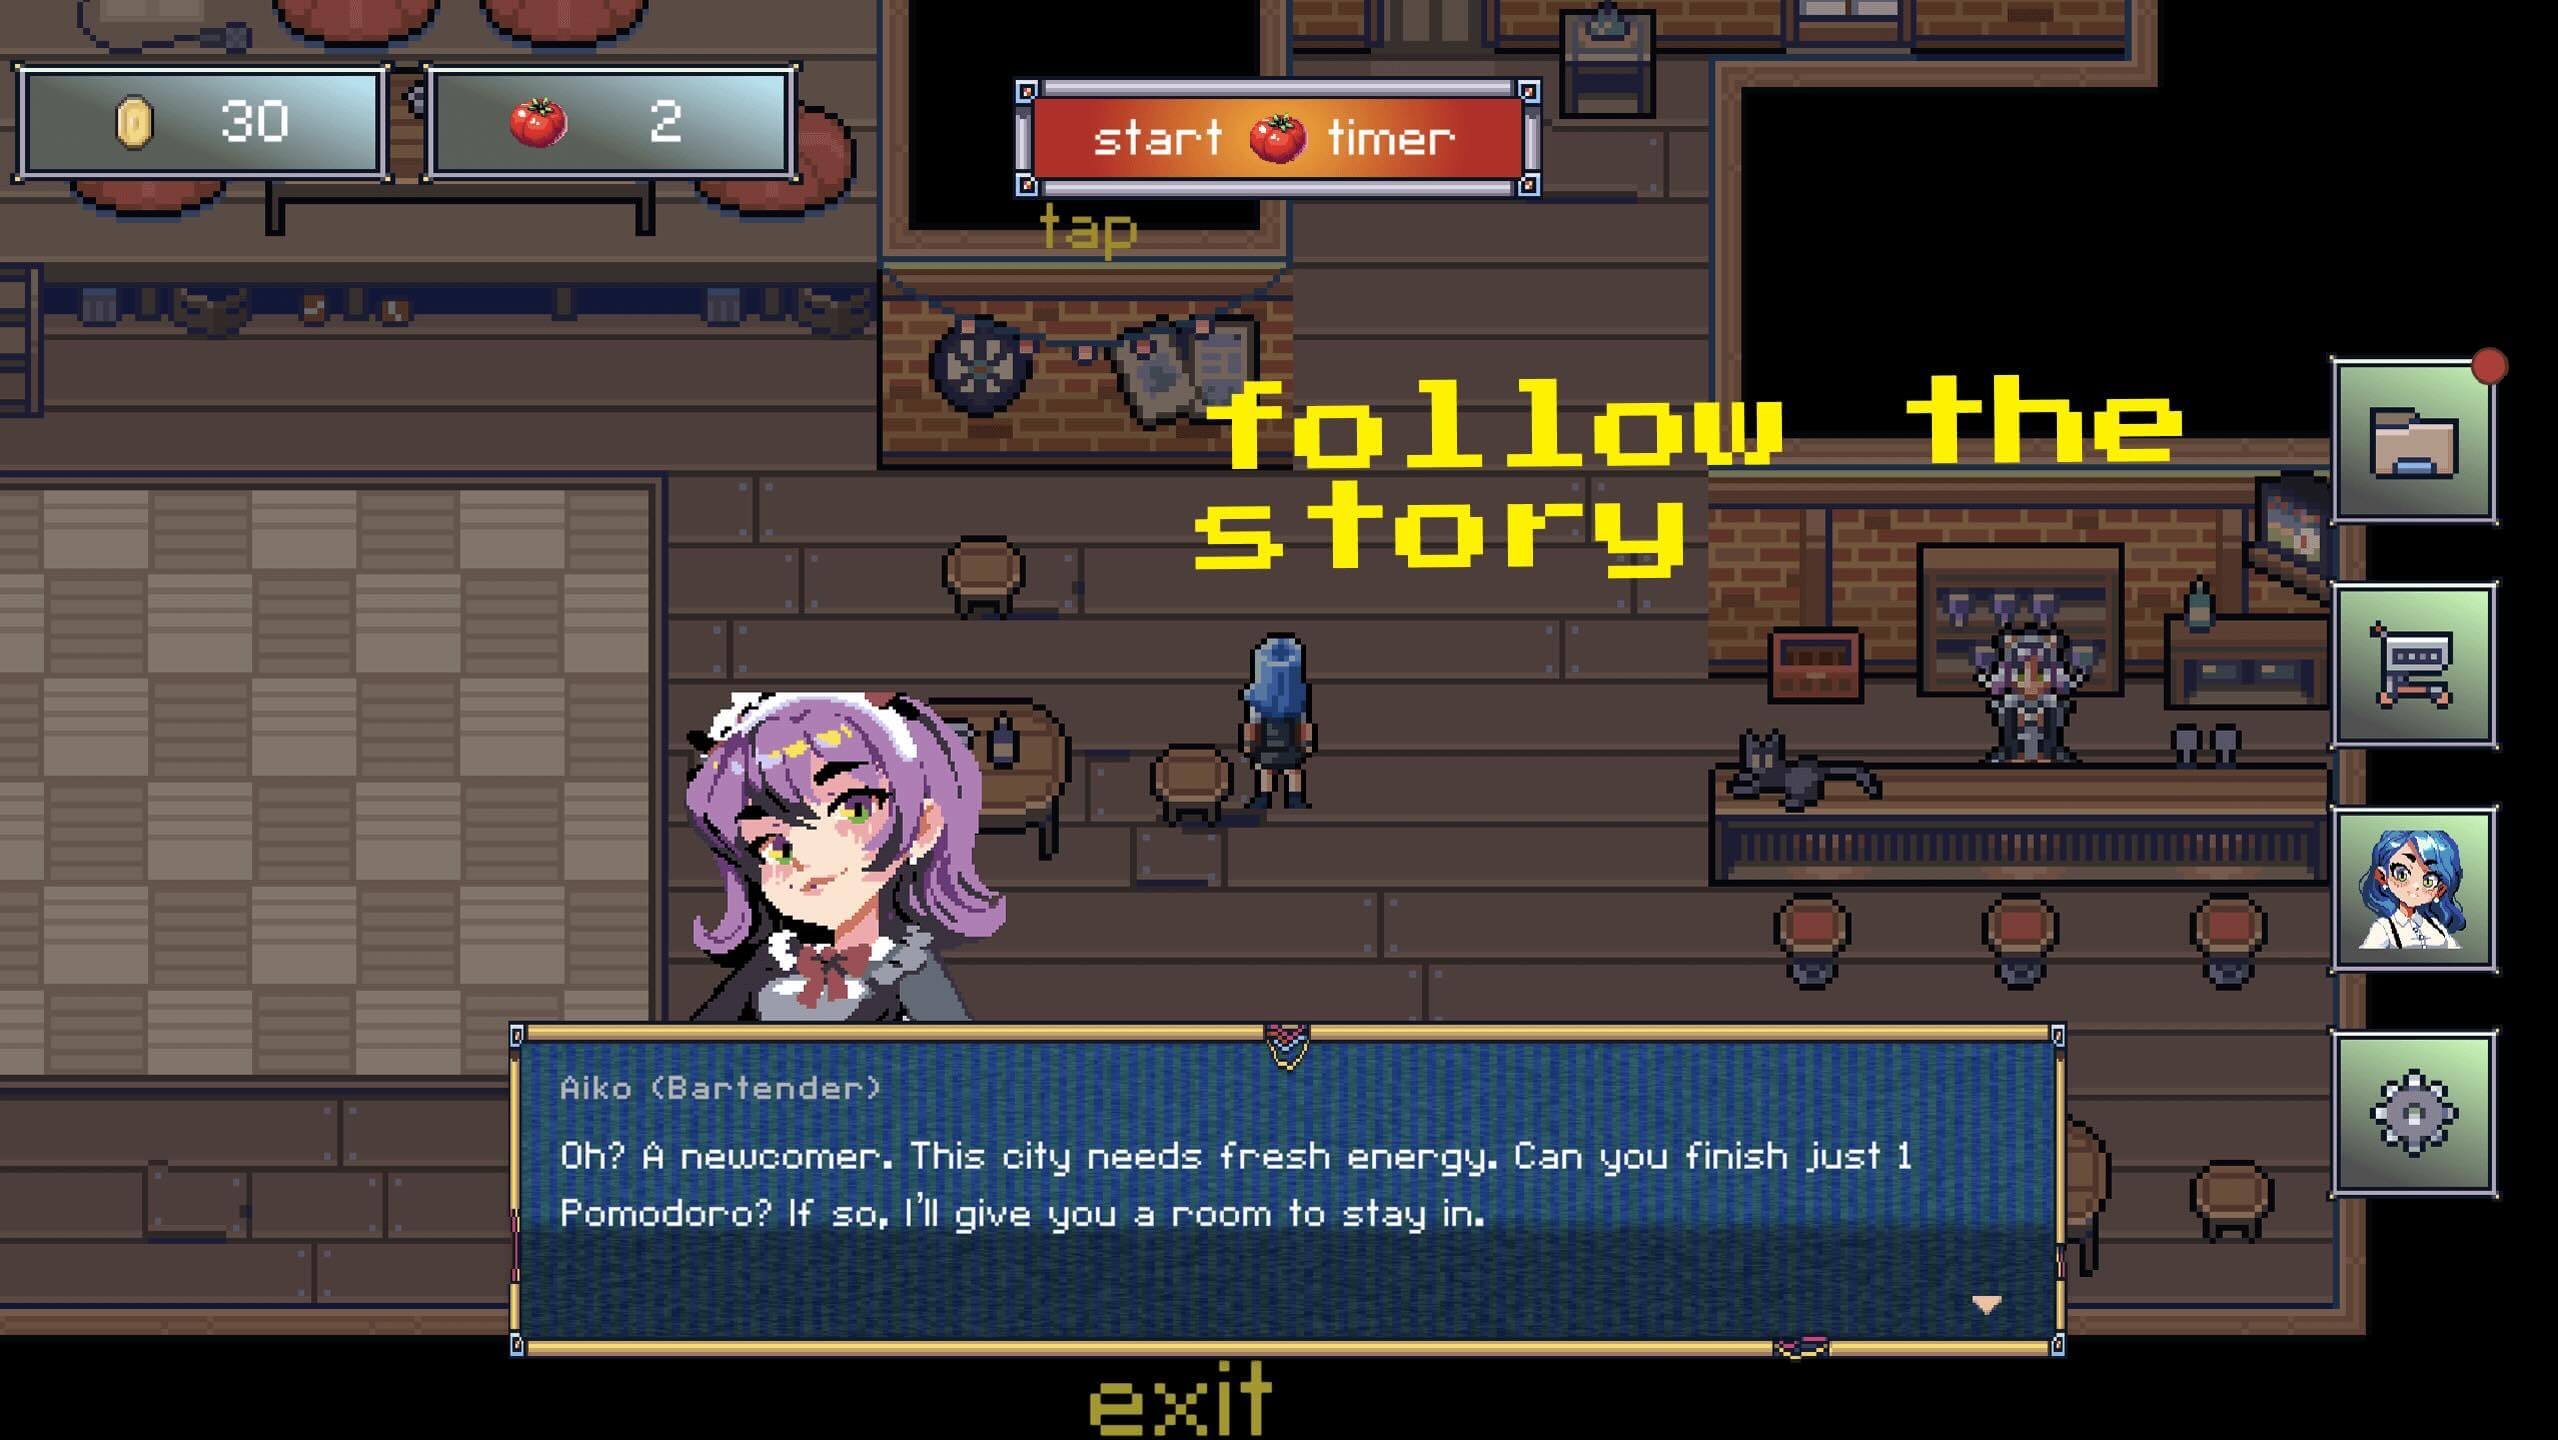 30
2
start timer
tap
follow the
story
Aiko (Bartender)
Oh? A newcomer. This city needs fresh energy. Can you finish just 1
Pomodoro? If so, I'll give you a room to stay in.
exit